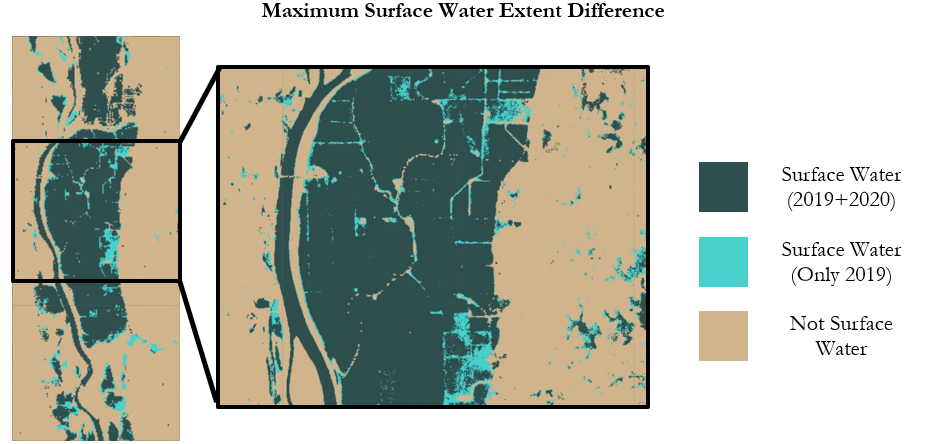 Maximum Surface Water Extent Difference
Surface Water
(2019+2020)
Surface Water
(Only 2019)
Not Surface
Water